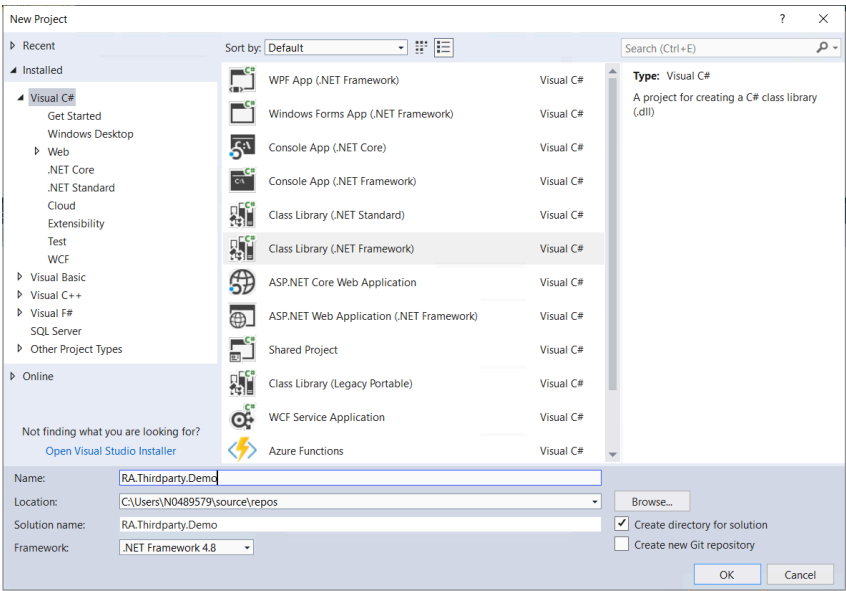 New Project
?
Recent
Sort by: Default
Search (Ctrl+E)
Installed
Visual C#
Get Started
Windows Desktop
Web
.NET Core
.NET Standard
Cloud
Extensibility
Test
WCF
Visual Basic
Visual C++
Visual F#
SQL Server
Other Project Types
Online
Not finding what you are looking for?
Open Visual Studio Installer
WPF App (.NET Framework) Visual C#
Windows Forms App (.NET Framework) Visual C#
Console App (.NET Core) Visual C#
Console App (.NET Framework) Visual C#
Class Library (.NET Standard) Visual C#
Class Library (.NET Framework) Visual C#
ASP.NET Core Web Application Visual C#
ASP.NET Web Application (.NET Framework) Visual C#
Shared Project Visual C#
Class Library (Legacy Portable) Visual C#
WCF Service Application Visual C#
Azure Functions Visual C#
Type: Visual C#
A project for creating a C# class library
(.dll)
Name: RA.Thirdparty.Demo
Location: C:\Users\N0489579\source\repos
Browse...
Solution name: RA.Thirdparty.Demo
Create directory for solution
Framework: .NET Framework 4.8
Create new Git repository
OK
Cancel